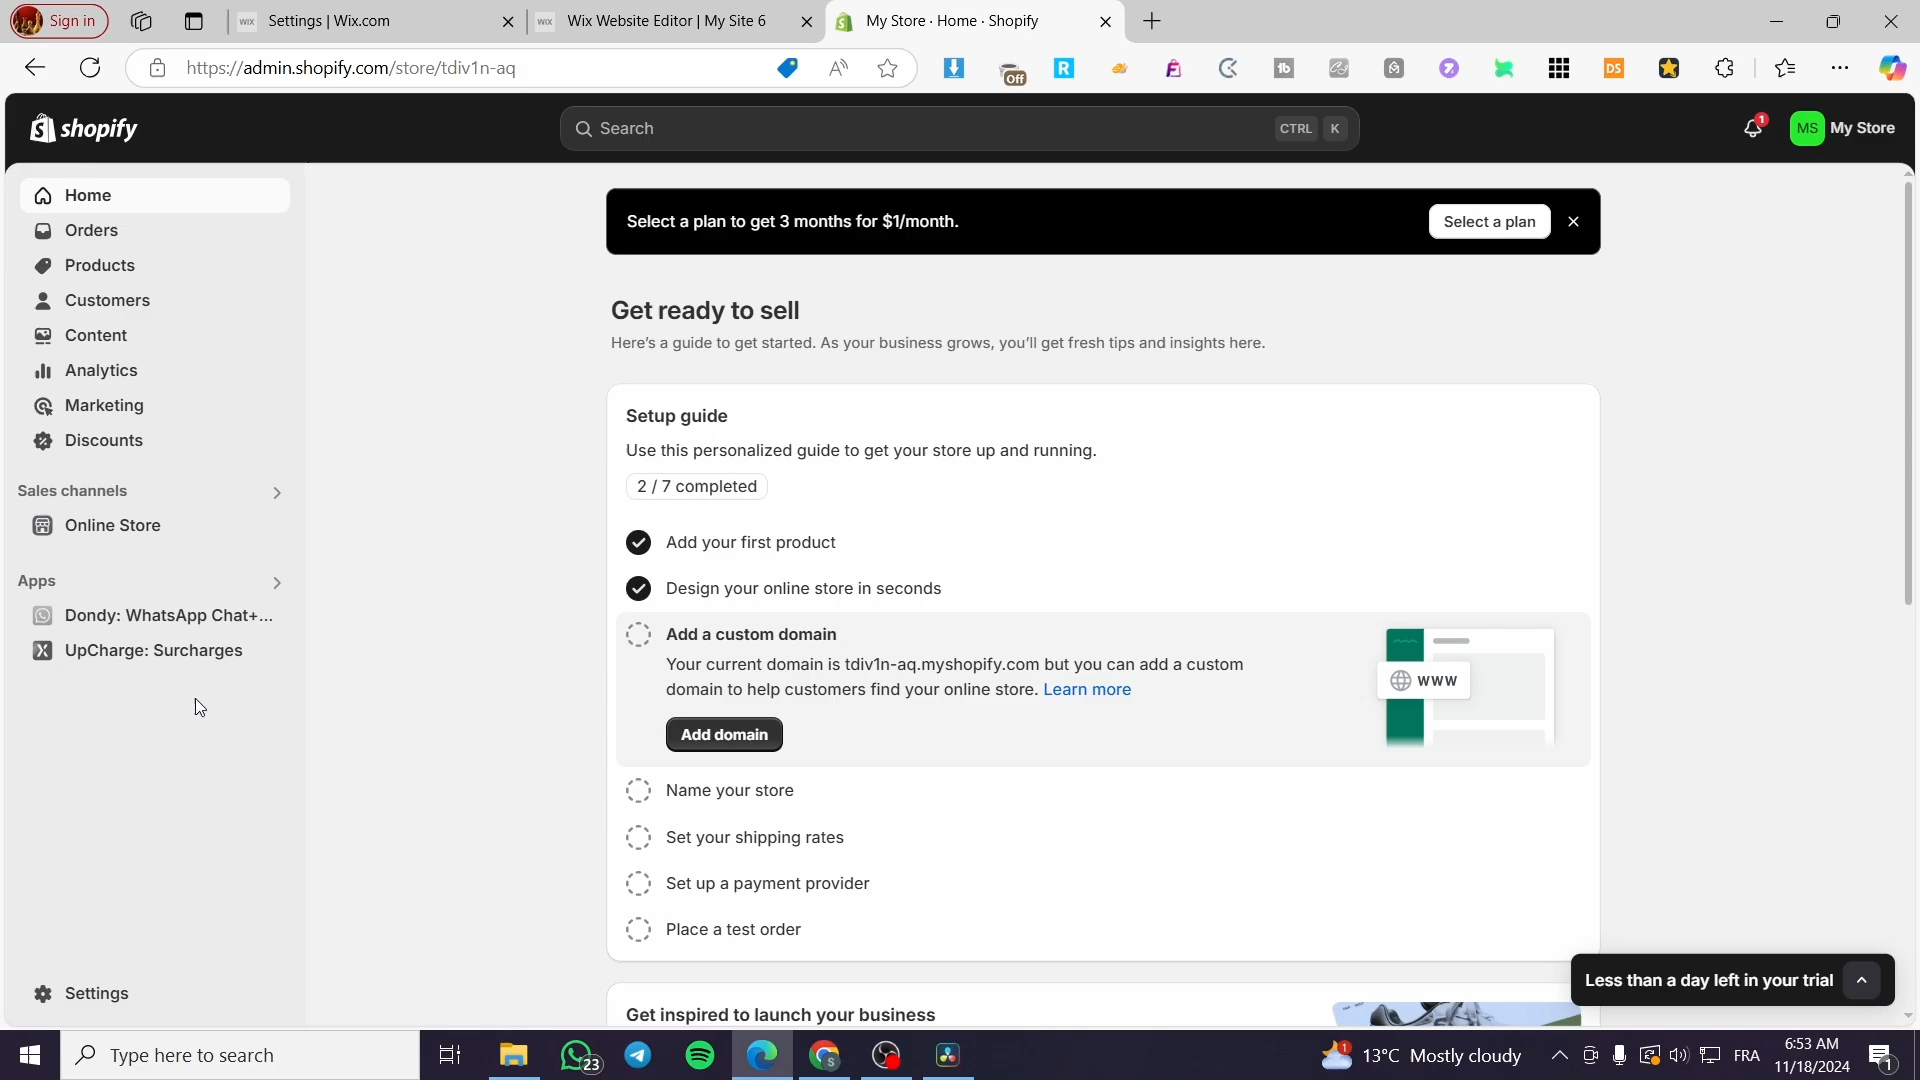 Sign in
Settings | Wix.com
Wix Website Editor | My Site 6
My Store · Home · Shopify
https://admin.shopify.com/store/tdiv1n-aq
Off
shopify
Search
CTRL K
1
MS
My Store
Home
Orders
Products
Customers
Content
Analytics
Marketing
Discounts
Sales channels
Online Store
Apps
Dondy: WhatsApp Chat+...
UpCharge: Surcharges
Settings
Select a plan to get 3 months for $1/month.
Select a plan
Get ready to sell
Here's a guide to get started. As your business grows, you'll get fresh tips and insights here.
Setup guide
Use this personalized guide to get your store up and running.
2 / 7 completed
Add your first product
Design your online store in seconds
Add a custom domain
Your current domain is tdiv1n-aq.myshopify.com but you can add a custom
domain to help customers find your online store. Learn more
WWW
Add domain
Name your store
Set your shipping rates
Set up a payment provider
Place a test order
Less than a day left in your trial
Get inspired to launch your business
Type here to search
23
1
13°C Mostly cloudy
FRA
6:53 AM
11/18/2024
1